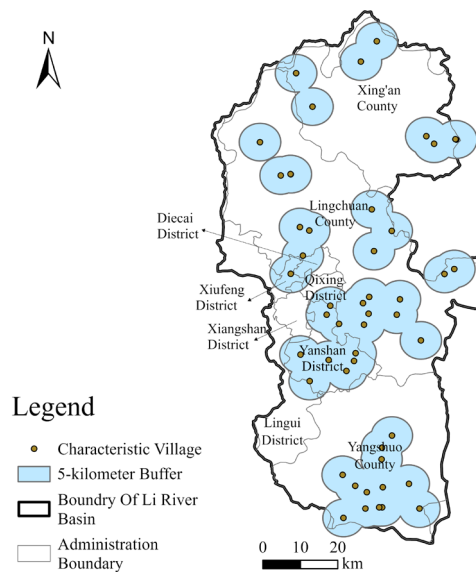 N
Xing'an
County
Lingchuan
County
Diecai
District
Qixing
District
Xiufeng
District
Xiangshan
District
Yanshan
District
Lingui
District
Yangshuo
County
Legend
Characteristic Village
5-kilometer Buffer
Boundry Of Li River
Basin
Administration
Boundary
0 10 20
km